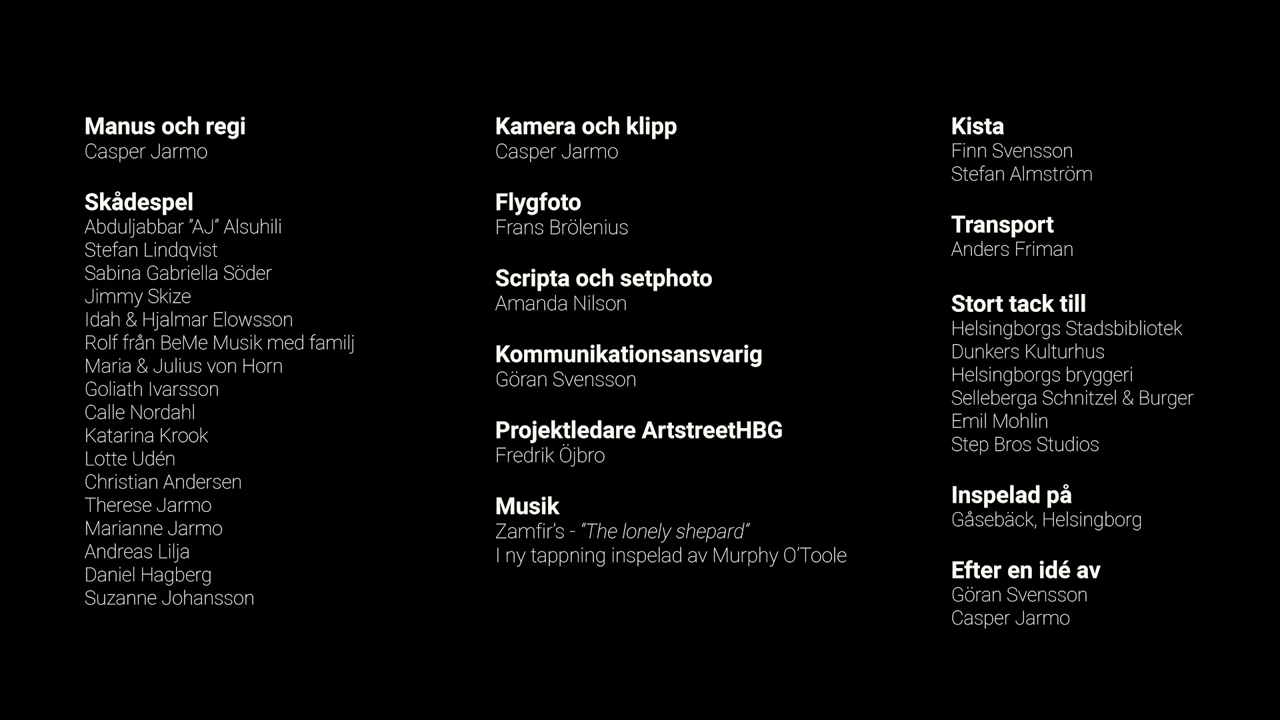 Manus och regi
Casper Jarmo
Skådespel
Abduljabbar "AJ" Alsuhili
Stefan Lindqvist
Sabina Gabriella Söder
Jimmy Skize
Idah & Hjalmar Elowsson
Rolf från BeMe Musik med familj
Maria & Julius von Horn
Goliath Ivarsson
Calle Nordahl
Katarina Krook
Lotte Udén
Christian Andersen
Therese Jarmo
Marianne Jarmo
Andreas Lilja
Daniel Hagberg
Suzanne Johansson
Kamera och klipp
Casper Jarmo
Flygfoto
Frans Brölenius
Scripta och setphoto
Amanda Nilson
Kommunikationsansvarig
Göran Svensson
Projektledare ArtstreetHBG
Fredrik Öjbro
Musik
Zamfir's - "The lonely shepard"
I ny tappning inspelad av Murphy O'Toole
Kista
Finn Svensson
Stefan Almström
Transport
Anders Friman
Stort tack till
Helsingborgs Stadsbibliotek
Dunkers Kulturhus
Helsingborgs bryggeri
Selleberga Schnitzel & Burger
Emil Mohlin
Step Bros Studios
Inspelad på
Gåsebäck, Helsingborg
Efter en idé av
Göran Svensson
Casper Jarmo